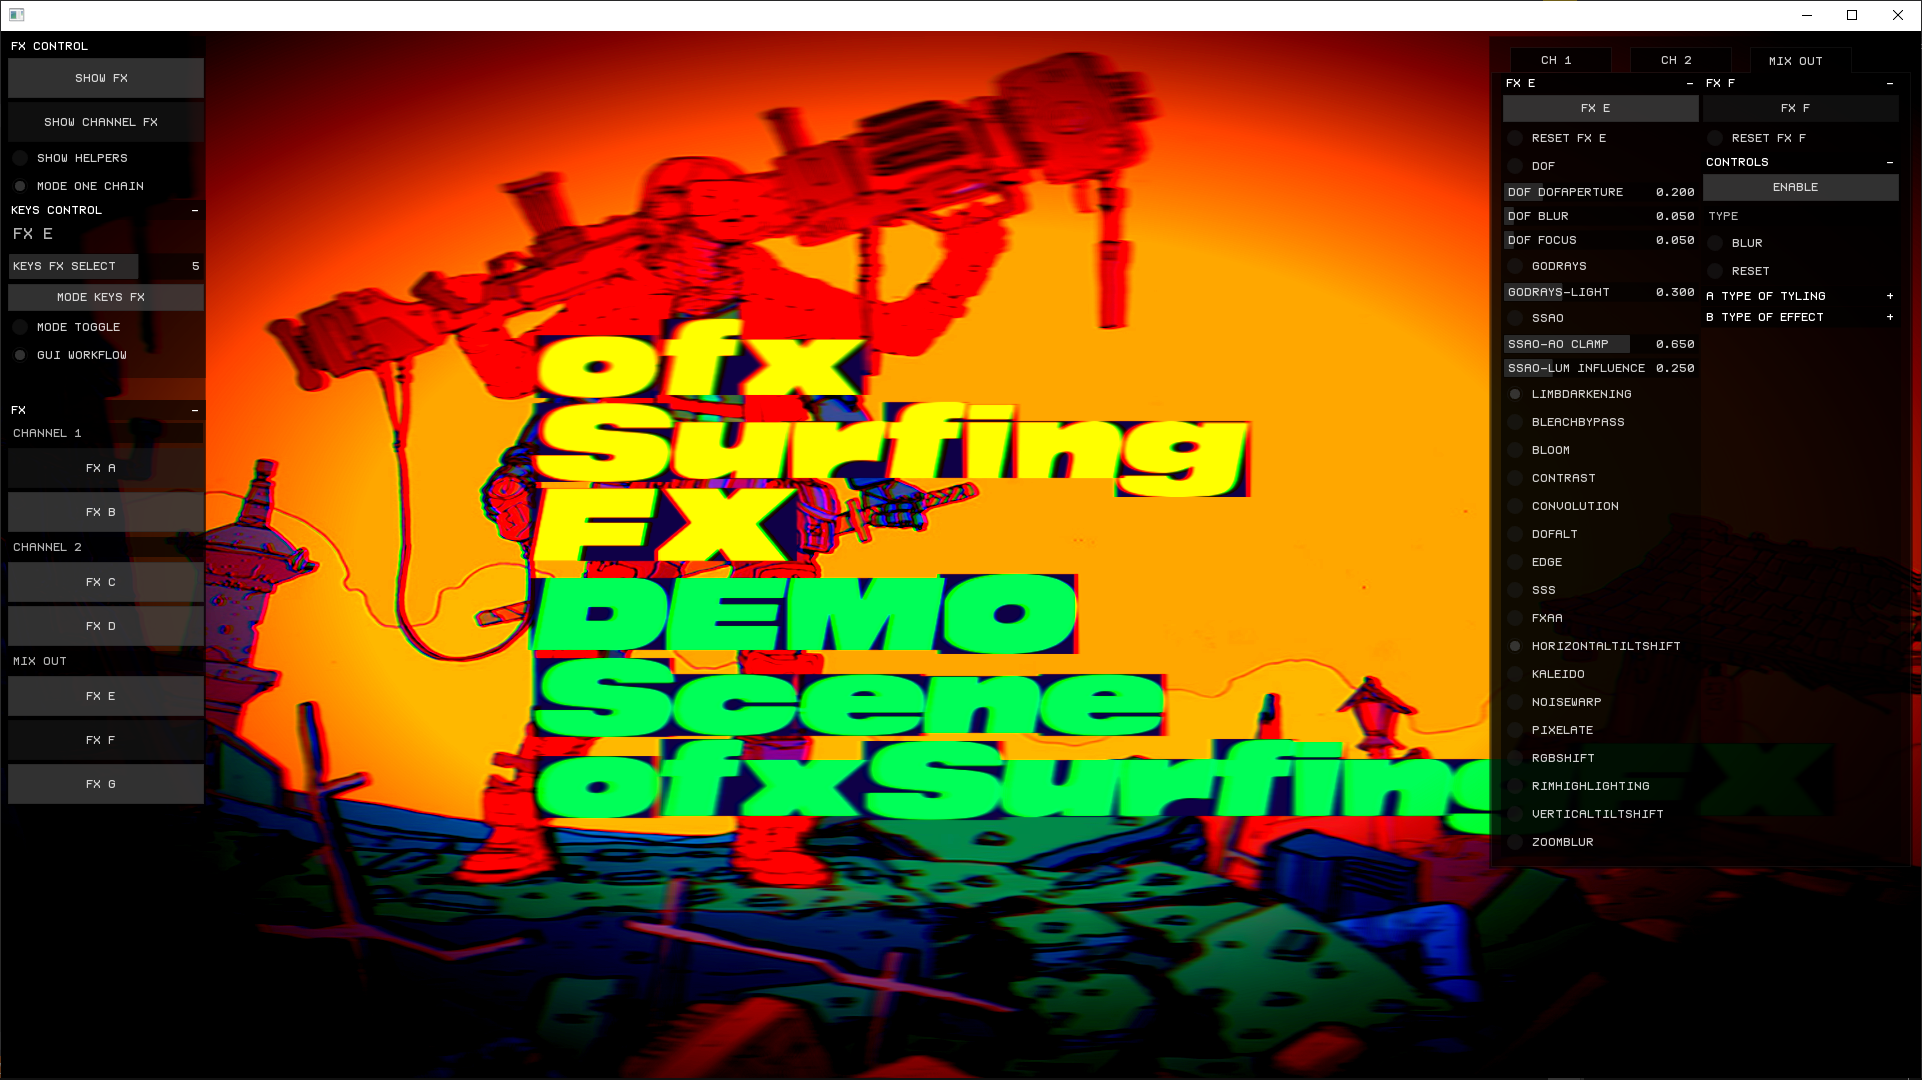 FX CONTROL
SHOW FX
SHOW CHANNEL FX
SHOW HELPERS
MODE ONE CHAIN
KEYS CONTROL -
FX E
KEYS FX SELECT 5
MODE KEYS FX
MODE TOGGLE
GUI WORKFLOW
FX -
CHANNEL 1
FX A
FX B
CHANNEL 2
FX C
FX D
MIX OUT
FX E
FX F
FX G
ofx
Surfing
FX
DEMO
Scene
ofxSurfingFX
CH 1 CH 2 MIX OUT
FX E -
FX E
RESET FX E
DOF
DOF DOFAPERTURE 0.200
DOF BLUR 0.050
DOF FOCUS 0.050
GODRAYS
GODRAYS-LIGHT 0.300
SSAO
SSAO-AO CLAMP 0.650
SSAO-LUM INFLUENCE 0.250
LIMBDARKENING
BLEACHBYPASS
BLOOM
CONTRAST
CONVOLUTION
DOFALT
EDGE
SSS
FXAA
HORIZONTALTILTSHIFT
KALEIDO
NOISEWARP
PIXELATE
RGBSHIFT
RIMHIGHLIGHTING
VERTICALTILTSHIFT
ZOOMBLUR
FX F -
FX F
RESET FX F
CONTROLS -
ENABLE
TYPE
BLUR
RESET
A TYPE OF TYLING +
B TYPE OF EFFECT +